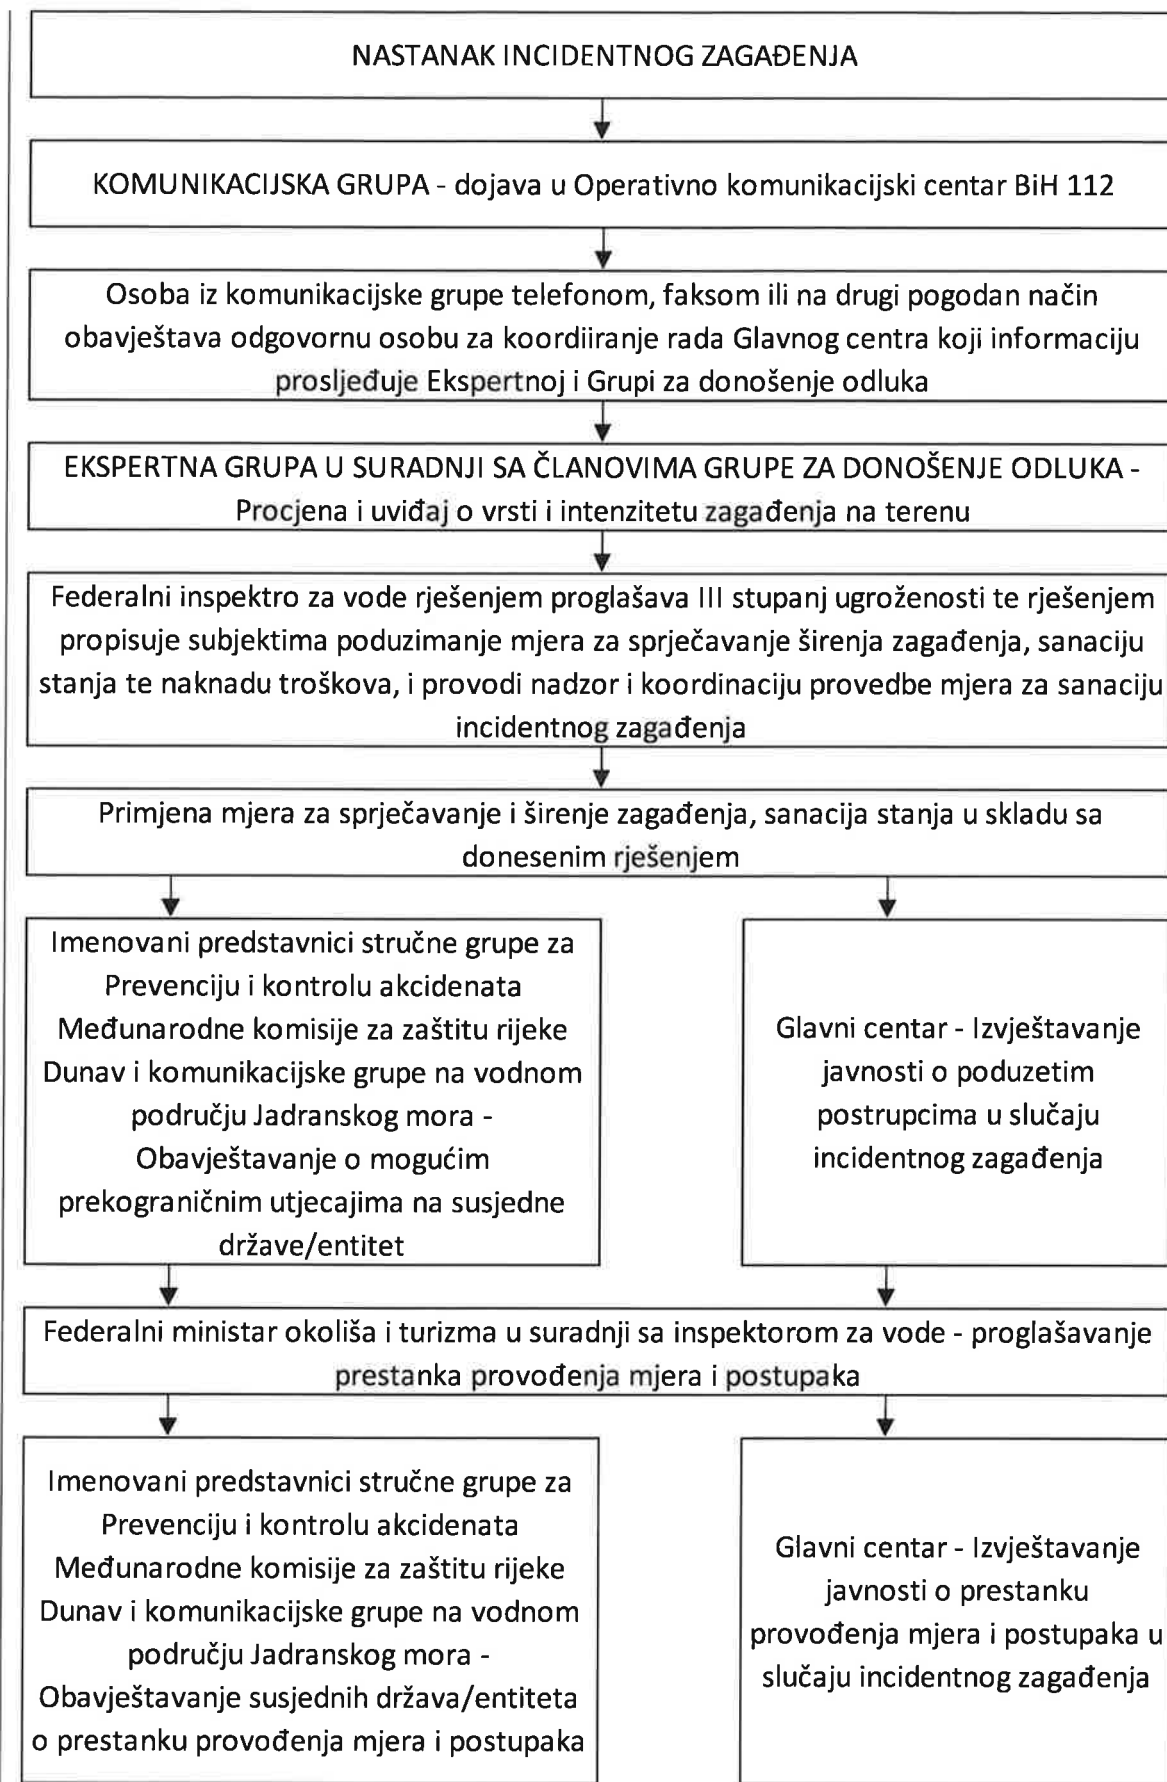 NASTANAK INCIDENTNOG ZAGAĐENJA
KOMUNIKACIJSKA GRUPA - dojava u Operativno komunikacijski centar BiH 112
Osoba iz komunikacijske grupe telefonom, faksom ili na drugi pogodan način
obavještava odgovornu osobu za koordiiranje rada Glavnog centra koji informaciju
prosljeđuje Ekspertnoj i Grupi za donošenje odluka
EKSPERTNA GRUPA U SURADNJI SA ČLANOVIMA GRUPE ZA DONOŠENJE ODLUKA -
Procjena i uviđaj o vrsti i intenzitetu zagađenja na terenu
Federalni inspektro za vode rješenjem proglašava III stupanj ugroženosti te rješenjem
propisuje subjektima poduzimanje mjera za sprječavanje širenja zagađenja, sanaciju
stanja te naknadu troškova, i provodi nadzor i koordinaciju provedbe mjera za sanaciju
incidentnog zagađenja
Primjena mjera za sprječavanje i širenje zagađenja, sanacija stanja u skladu sa
donesenim rješenjem
Imenovani predstavnici stručne grupe za
Prevenciju i kontrolu akcidenata
Međunarodne komisije za zaštitu rijeke
Dunav i komunikacijske grupe na vodnom
području Jadranskog mora -
Obavještavanje o mogućim
prekograničnim utjecajima na susjedne
države/entitet
Glavni centar - Izvještavanje
javnosti o poduzetim
postrupcima u slučaju
incidentnog zagađenja
Federalni ministar okoliša i turizma u suradnji sa inspektorom za vode - proglašavanje
prestanka provođenja mjera i postupaka
Imenovani predstavnici stručne grupe za
Prevenciju i kontrolu akcidenata
Međunarodne komisije za zaštitu rijeke
Dunav i komunikacijske grupe na vodnom
području Jadranskog mora -
Obavještavanje susjednih država/entiteta
o prestanku provođenja mjera i postupaka
Glavni centar - Izvještavanje
javnosti o prestanku
provođenja mjera i postupaka u
slučaju incidentnog zagađenja